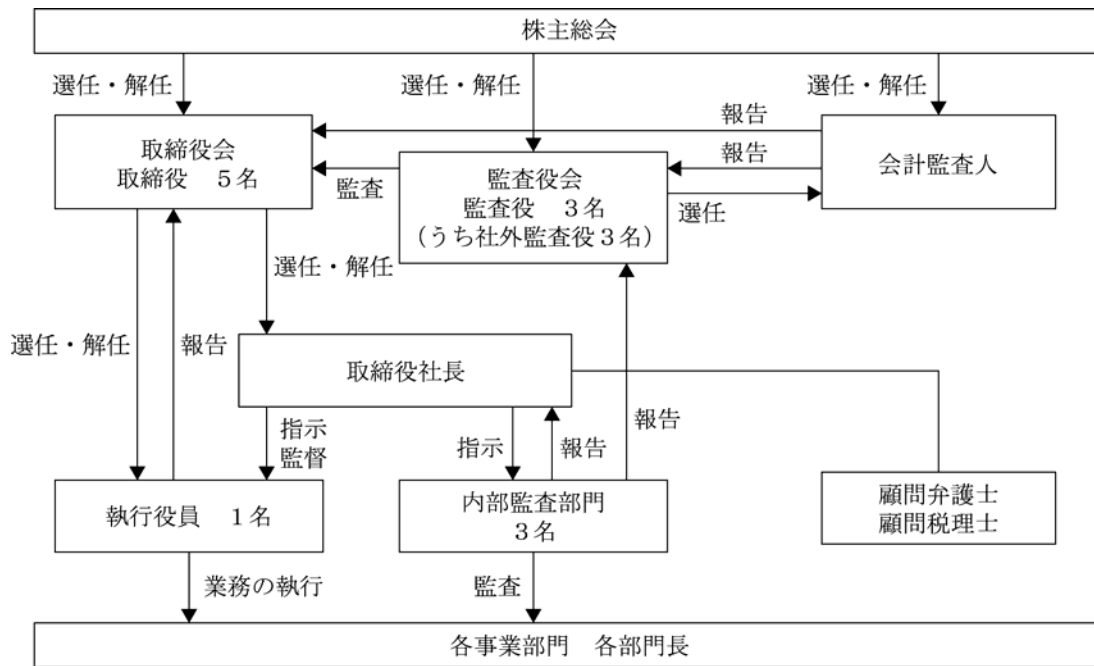 株主総会
選任・解任
選任・解任
選任・解任
報告
取締役会
取締役　５名
監査
監査役会
監査役　３名
（うち社外監査役３名）
報告
選任
会計監査人
選任・解任
選任・解任
報告
取締役社長
報告
指示
監督
指示
報告
執行役員　１名
内部監査部門
３名
顧問弁護士
顧問税理士
業務の執行
監査
各事業部門　各部門長